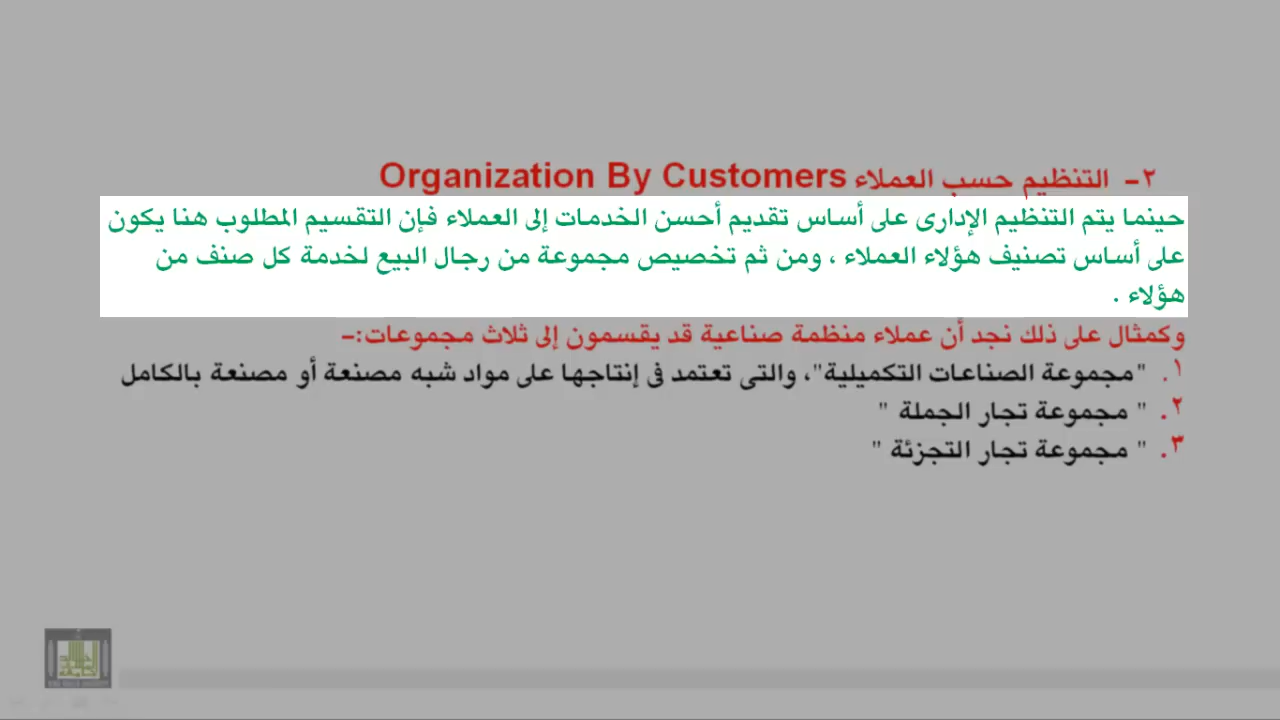 ٢- التنظيم حسب العملاء Organization By Customers
حينما يتم التنظيم الإدارى على أساس تقديم أحسن الخدمات إلى العملاء فإن التقسيم المطلوب هنا يكون
على أساس تصنيف هؤلاء العملاء ، ومن ثم تخصيص مجموعة من رجال البيع لخدمة كل صنف من
هؤلاء .
وكمثال على ذلك نجد أن عملاء منظمة صناعية قد يقسمون إلى ثلاث مجموعات:-
١. "مجموعة الصناعات التكميلية"، والتى تعتمد فى إنتاجها على مواد شبه مصنعة أو مصنعة بالكامل
٢. " مجموعة تجار الجملة "
٣. " مجموعة تجار التجزئة "